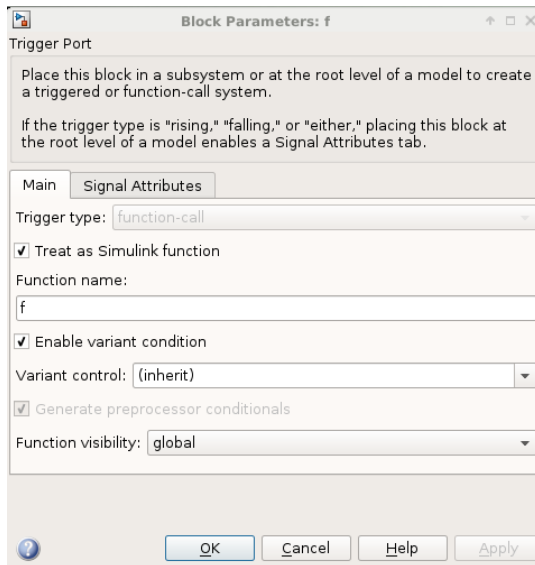 Block Parameters: f
Trigger Port
Place this block in a subsystem or at the root level of a model to create
a triggered or function-call system.
If the trigger type is "rising," "falling," or "either," placing this block at
the root level of a model enables a Signal Attributes tab.
Main Signal Attributes
Trigger type: function-call
Treat as Simulink function
Function name:
f
Enable variant condition
Variant control: (inherit)
Generate preprocessor conditionals
Function visibility: global
? OK Cancel Help Apply